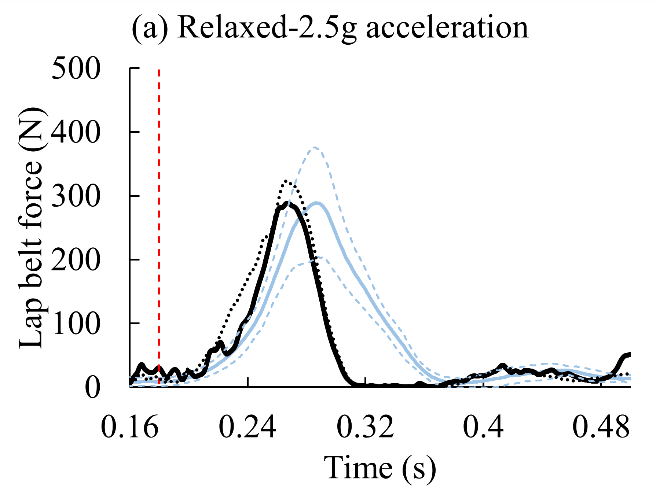 (a) Relaxed-2.5g acceleration
Lap belt force (N)
500
400
300
200
100
0
0.16 0.24 0.32 0.4 0.48
Time (s)